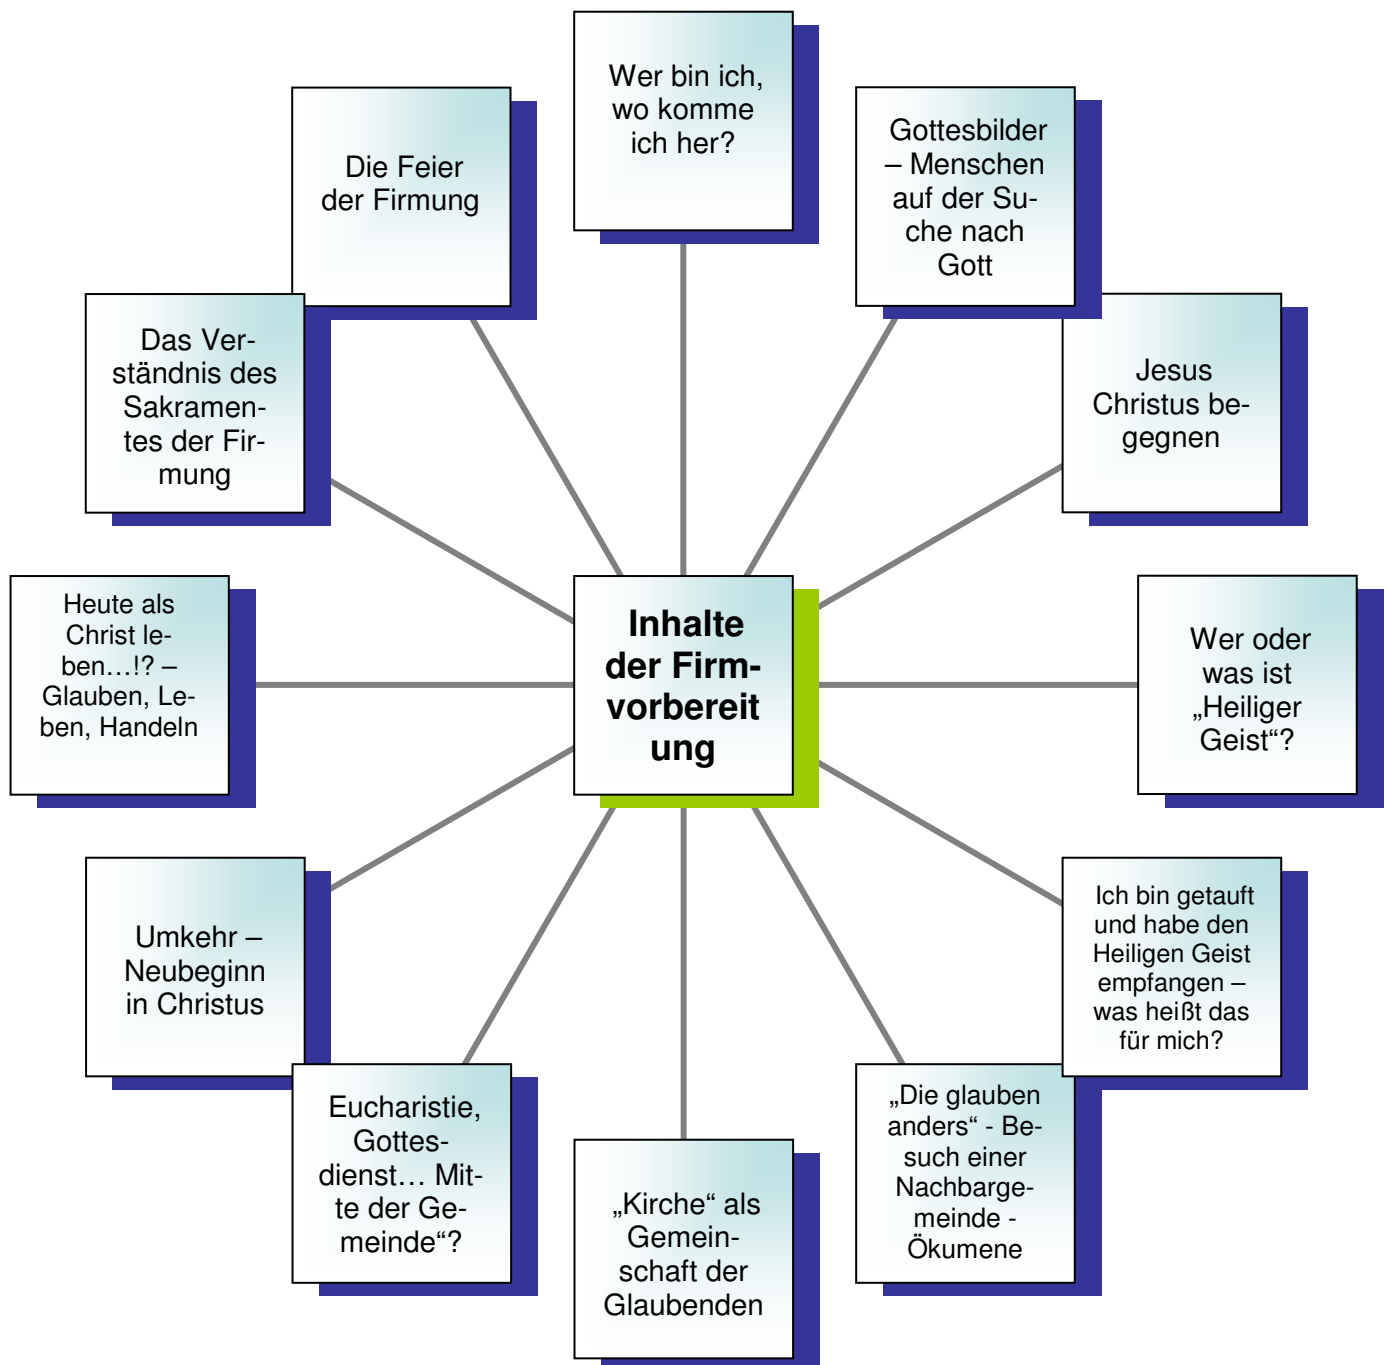 Wer bin ich,
wo komme
ich her?
Gottesbilder
– Menschen
auf der Su-
che nach
Gott
Jesus
Christus be-
gegnen
Wer oder
was ist
„Heiliger
Geist“?
Ich bin getauft
und habe den
Heiligen Geist
empfangen –
was heißt das
für mich?
„Die glauben
anders“ - Be-
such einer
Nachbarge-
meinde -
Ökumene
„Kirche“ als
Gemein-
schaft der
Glaubenden
Eucharistie,
Gottes-
dienst… Mit-
te der Ge-
meinde“?
Umkehr –
Neubeginn
in Christus
Heute als
Christ le-
ben…!? –
Glauben, Le-
ben, Handeln
Das Ver-
ständnis des
Sakramen-
tes der Fir-
mung
Die Feier
der Firmung
Inhalte
der Firm-
vorbereit
ung